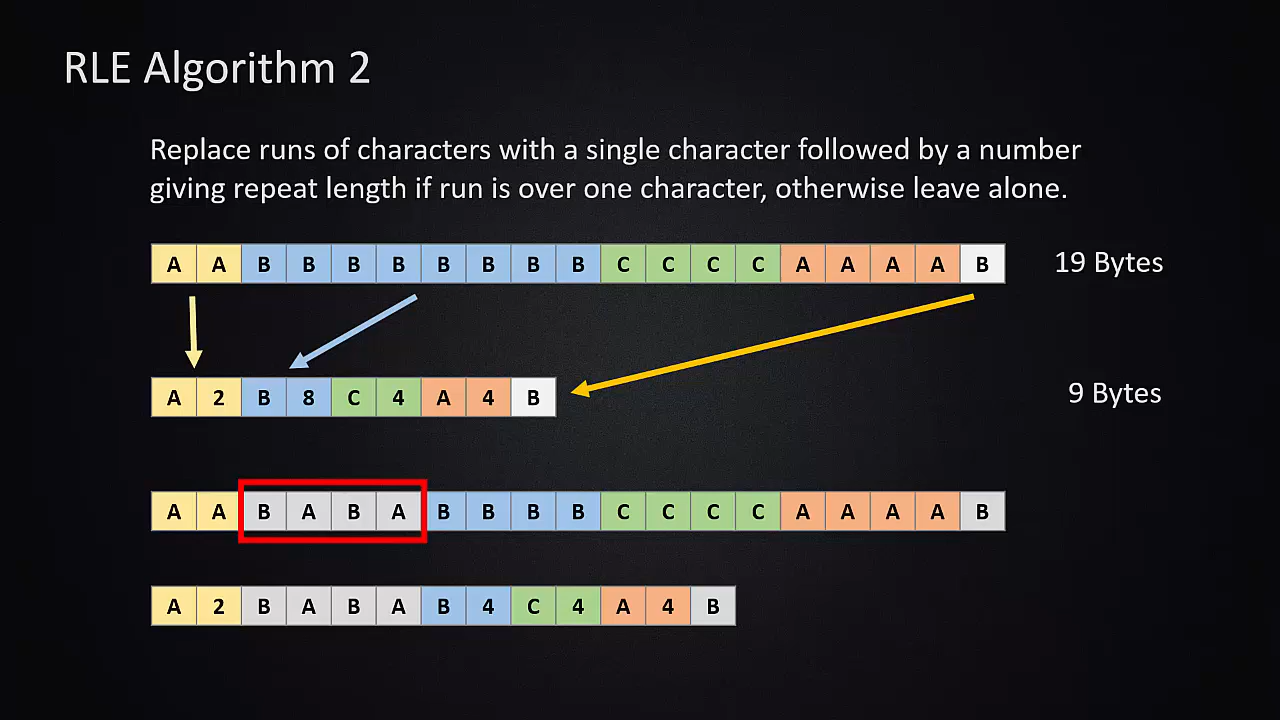 RLE Algorithm 2
Replace runs of characters with a single character followed by a number
giving repeat length if run is over one character, otherwise leave alone.
A A B B B B B B B B C C C C A A A A B 19 Bytes
A 2 B 8 C 4 A 4 B 9 Bytes
A A B A B A B B B B C C C C A A A A B
A 2 B A B A B 4 C 4 A 4 B